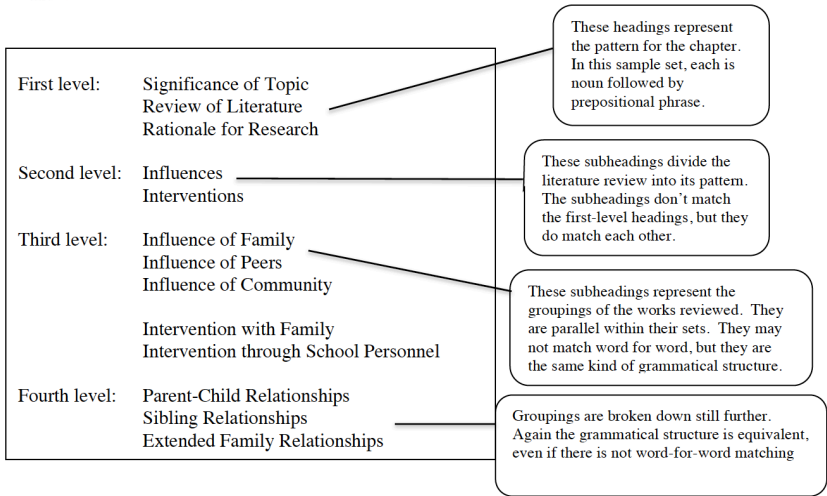 These headings represent
the pattern for the chapter.
In this sample set, each is
noun followed by
prepositional phrase.
First level: Significance of Topic
Review of Literature
Rationale for Research
Second level: Influences
Interventions
These subheadings divide the
literature review into its pattern.
The subheadings don’t match
the first-level headings, but they
do match each other.
Third level: Influence of Family
Influence of Peers
Influence of Community
Intervention with Family
Intervention through School Personnel
These subheadings represent the
groupings of the works reviewed. They
are parallel within their sets. They may
not match word for word, but they are
the same kind of grammatical structure.
Fourth level: Parent-Child Relationships
Sibling Relationships
Extended Family Relationships
Groupings are broken down still further.
Again the grammatical structure is equivalent,
even if there is not word-for-word matching